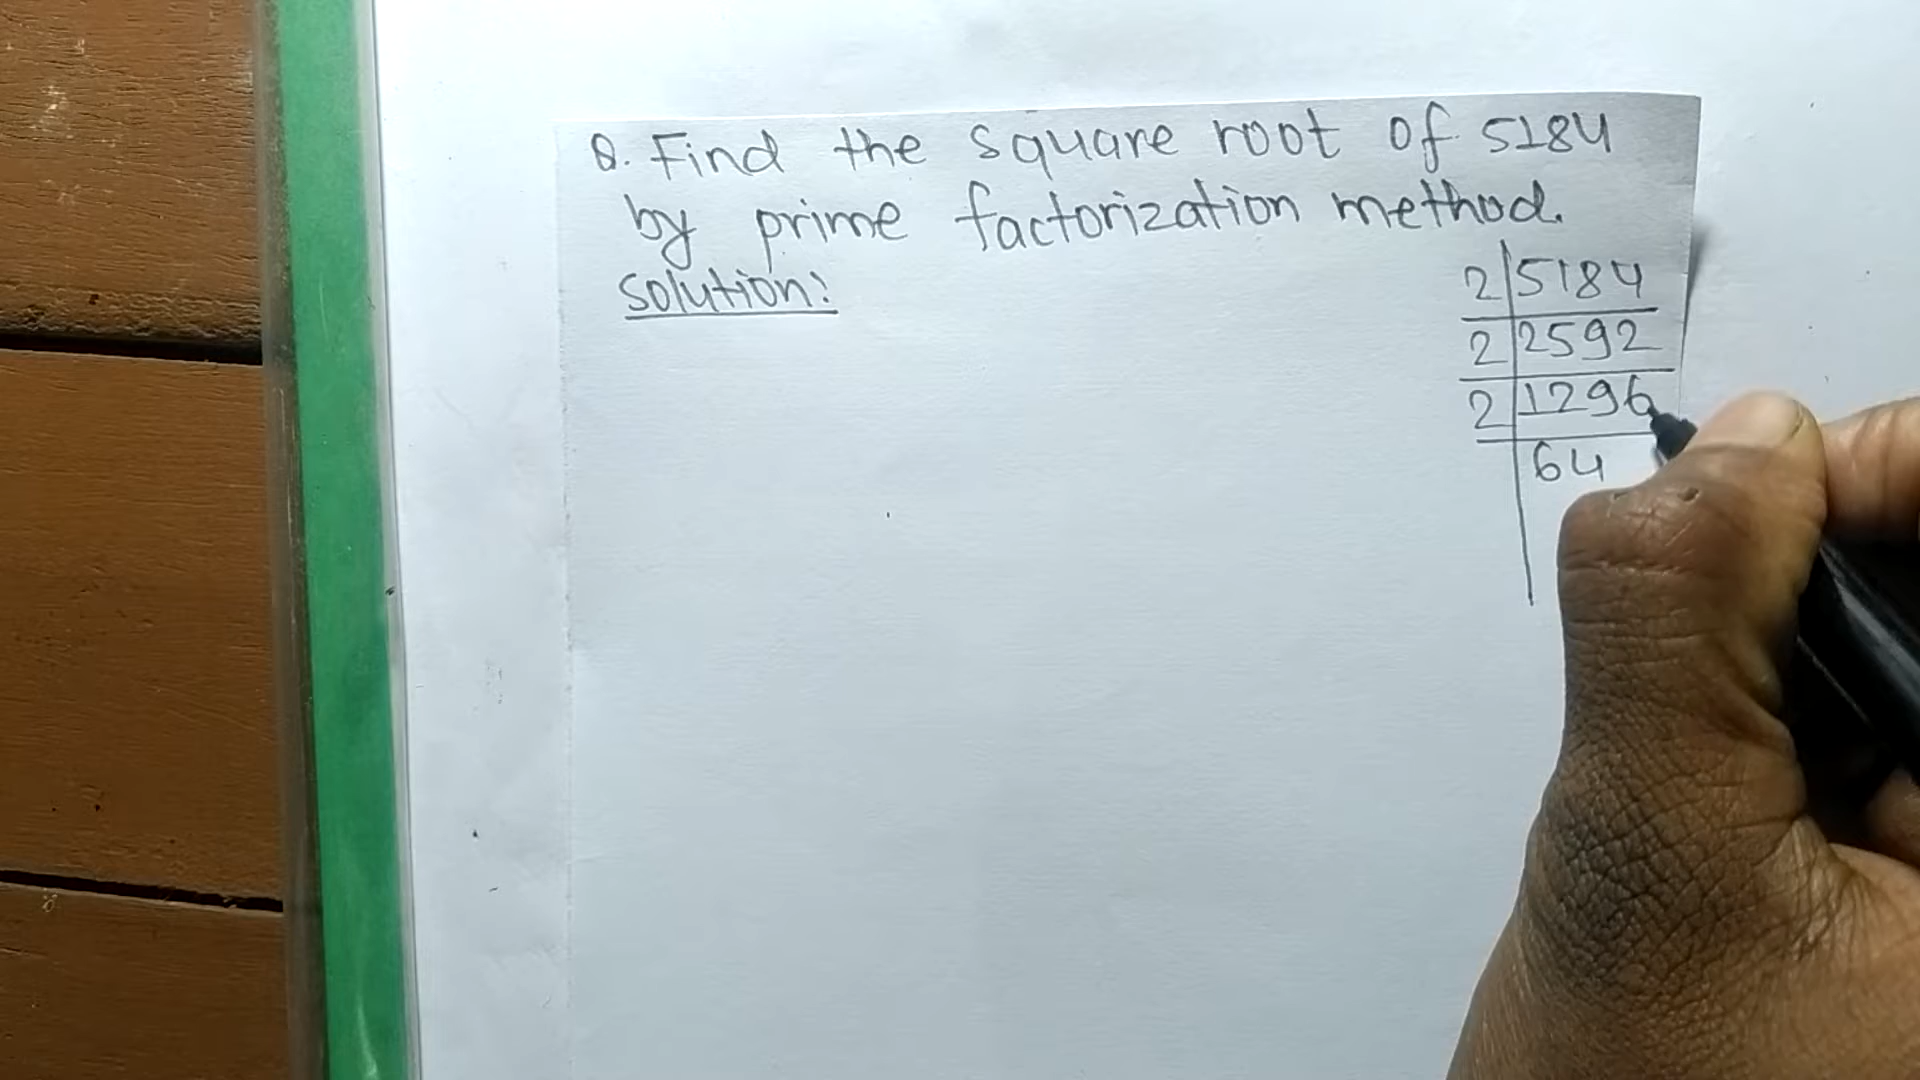 Q. Find the square root of 5184
by prime factorization method.
solution:
2 5184
2 2592
2 1296
64